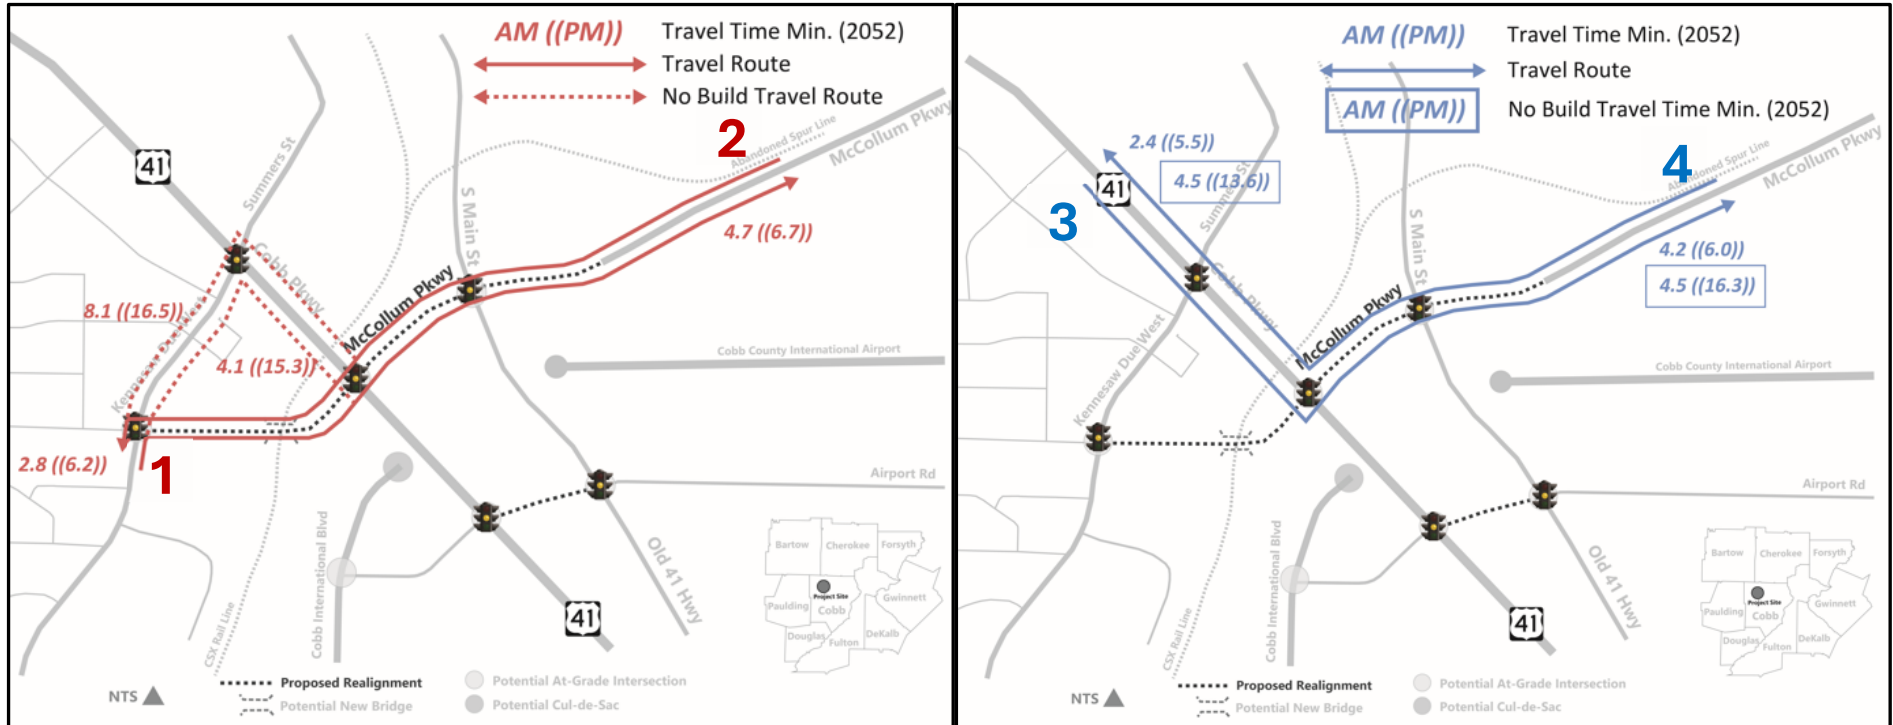 AM ((PM))
Travel Time Min. (2052)
Travel Route
No Build Travel Route
41
Summers St
2
Abandoned Spur Line
McCollum Pkwy
S Main St
4.7 ((6.7))
Cobb Pkwy
8.1 ((16.5))
McCollum Pkwy
4.1 ((15.3))
Kennesaw Due West
Cobb County International Airport
2.8 ((6.2))
1
Airport Rd
Cobb International Blvd
Old 41 Hwy
CSX Rail Line
41
Bartow
Cherokee
Forsyth
Project Site
Paulding
Cobb
Gwinnett
Douglas
Fulton
DeKalb
NTS
Proposed Realignment
Potential New Bridge
Potential At-Grade Intersection
Potential Cul-de-Sac
AM ((PM))
Travel Time Min. (2052)
Travel Route
AM ((PM))
No Build Travel Time Min. (2052)
2.4 ((5.5))
4.5 ((13.6))
41
3
Summers St
4
Abandoned Spur Line
McCollum Pkwy
S Main St
4.2 ((6.0))
4.5 ((16.3))
Cobb Pkwy
McCollum Pkwy
Kennesaw Due West
Cobb County International Airport
Airport Rd
Cobb International Blvd
Old 41 Hwy
CSX Rail Line
41
Bartow
Cherokee
Forsyth
Project Site
Paulding
Cobb
Gwinnett
Douglas
Fulton
DeKalb
NTS
Proposed Realignment
Potential New Bridge
Potential At-Grade Intersection
Potential Cul-de-Sac